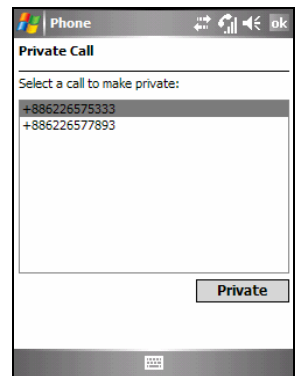 Phone ok
Private Call
Select a call to make private:
+886226575333
+886226577893
Private